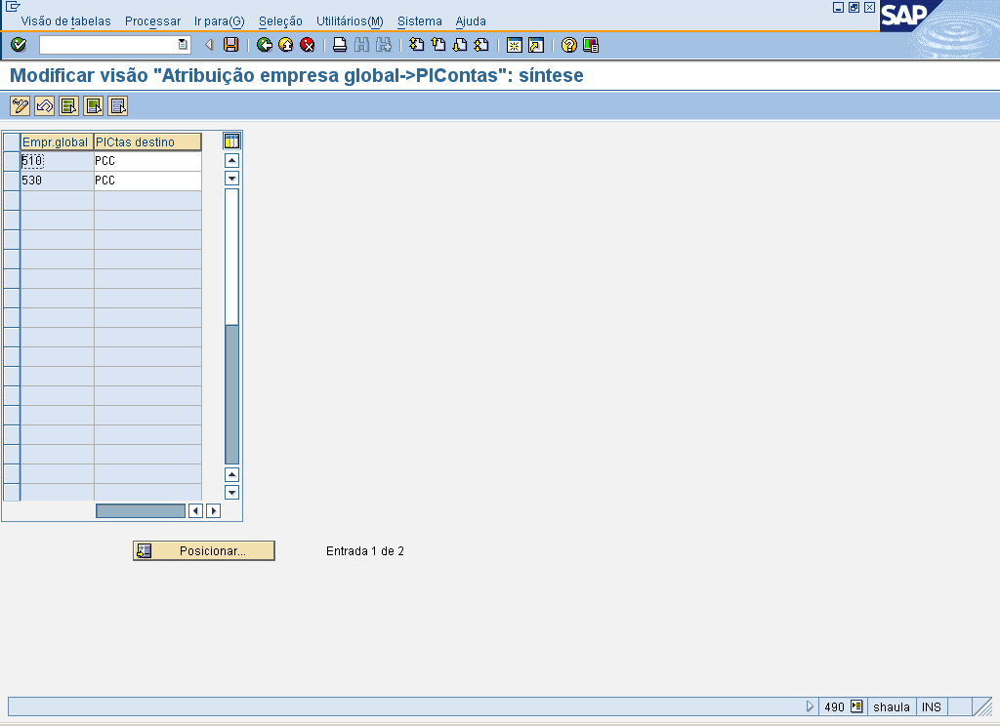 Visão de tabelas Processar Ir para(G) Seleção Utilitários(M) Sistema Ajuda
SAP
Modificar visão "Atribuição empresa global->PlContas": síntese
Empr.global PlCtas destino
510 PCC
530 PCC
Posicionar... Entrada 1 de 2
490 shaula INS